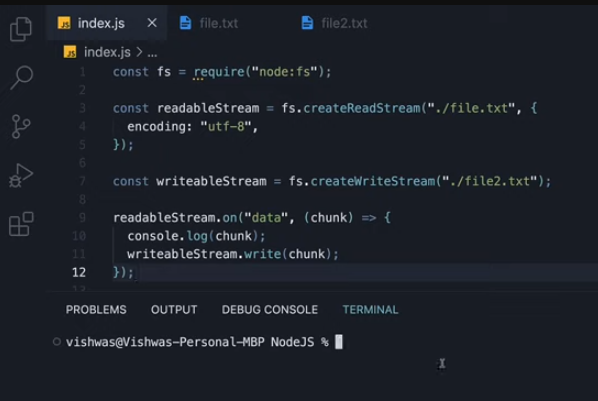 index.js
file.txt
file2.txt
index.js > ...
1 const fs = require("node:fs");
2
3 const readableStream = fs.createReadStream("./file.txt", {
4 encoding: "utf-8",
5 });
6
7 const writeableStream = fs.createWriteStream("./file2.txt");
8
9 readableStream.on("data", (chunk) => {
10 console.log(chunk);
11 writeableStream.write(chunk);
12 });
13
PROBLEMS OUTPUT DEBUG CONSOLE TERMINAL
vishwas@Vishwas-Personal-MBP NodeJS %